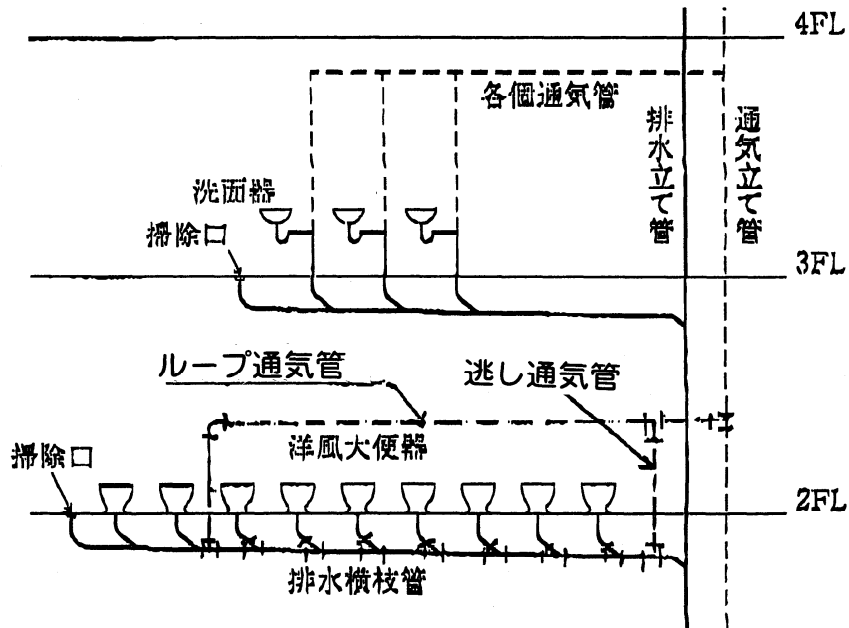 4FL
各個通気管
排水立て管
通気立て管
洗面器
掃除口
3FL
ループ通気管
逃し通気管
洋風大便器
掃除口
2FL
排水横枝管